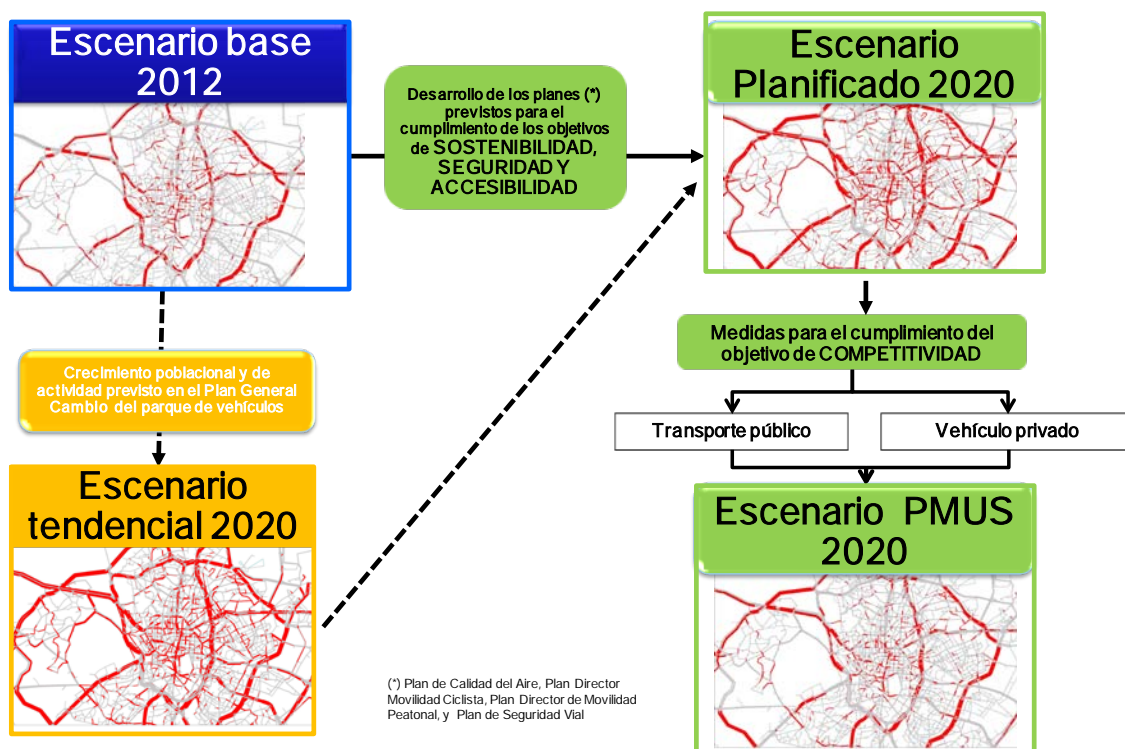 Escenario base
2012
Desarrollo de los planes (*)
previstos para el
cumplimiento de los objetivos
de SOSTENIBILIDAD,
SEGURIDAD Y
ACCESIBILIDAD
Escenario
Planificado 2020
Medidas para el cumplimiento del
objetivo de COMPETITIVIDAD
Transporte público
Vehículo privado
Crecimiento poblacional y de
actividad previsto en el Plan General
Cambio del parque de vehículos
Escenario
tendencial 2020
Escenario PMUS
2020
(*) Plan de Calidad del Aire, Plan Director
Movilidad Ciclista, Plan Director de Movilidad
Peatonal, y Plan de Seguridad Vial